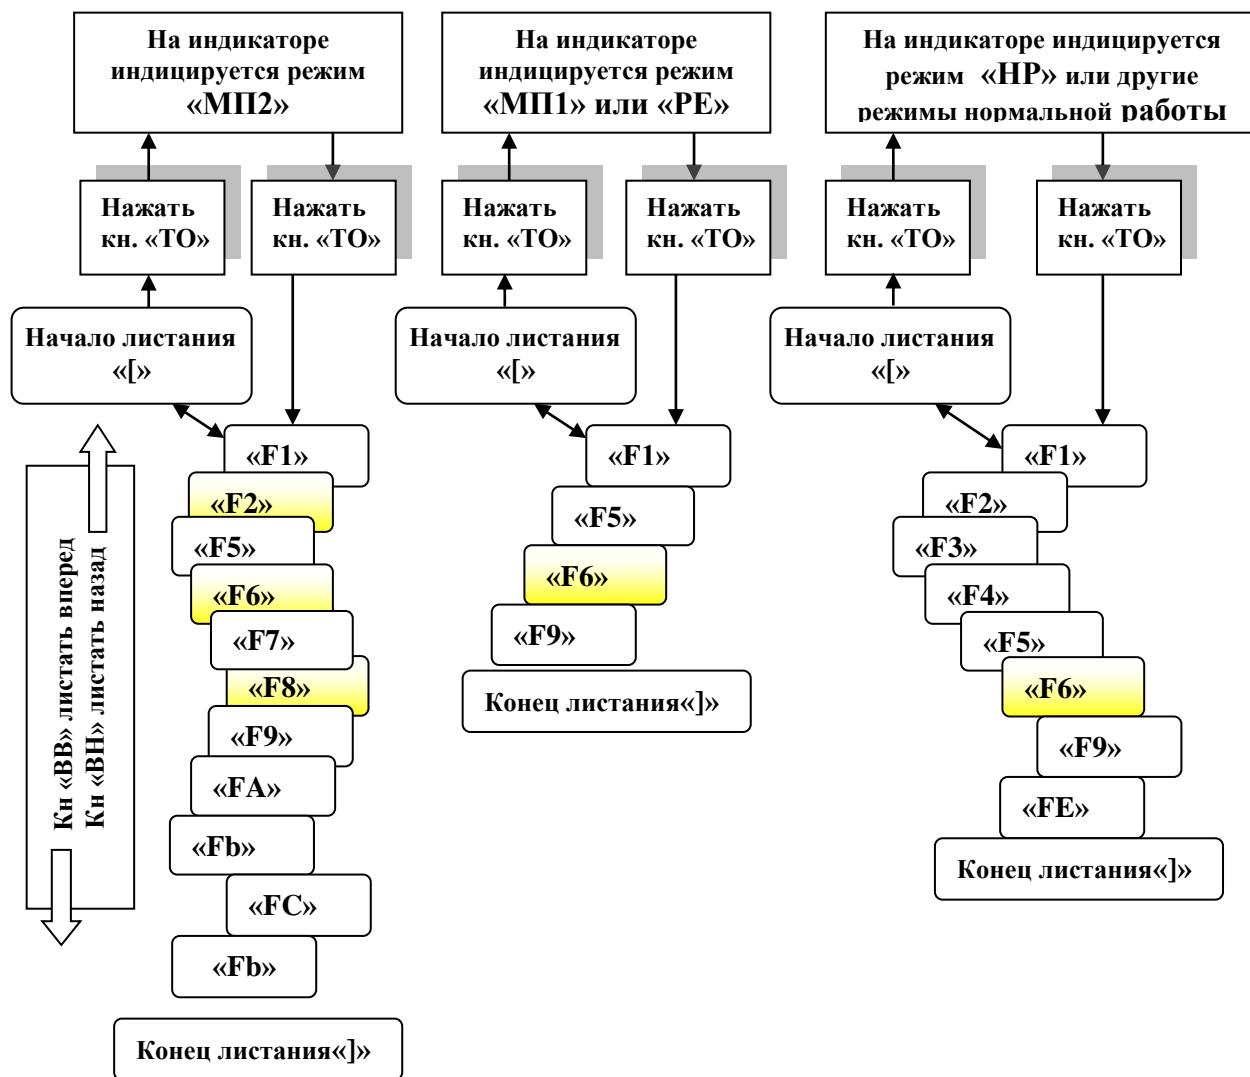 На индикаторе
индицируется режим
«МП2»
Нажать
кн. «ТО»
Нажать
кн. «ТО»
Начало листания
«[»
«F1»
«F2»
«F5»
«F6»
«F7»
«F8»
«F9»
«FA»
«Fb»
«FC»
«Fb»
Конец листания«]»
Кн «ВВ» листать вперед
Кн «ВН» листать назад
На индикаторе
индицируется режим
«МП1» или «РЕ»
Нажать
кн. «ТО»
Нажать
кн. «ТО»
Начало листания
«[»
«F1»
«F5»
«F6»
«F9»
Конец листания«]»
На индикаторе индицируется
режим «НР» или другие
режимы нормальной работы
Нажать
кн. «ТО»
Нажать
кн. «ТО»
Начало листания
«[»
«F1»
«F2»
«F3»
«F4»
«F5»
«F6»
«F9»
«FE»
Конец листания«]»